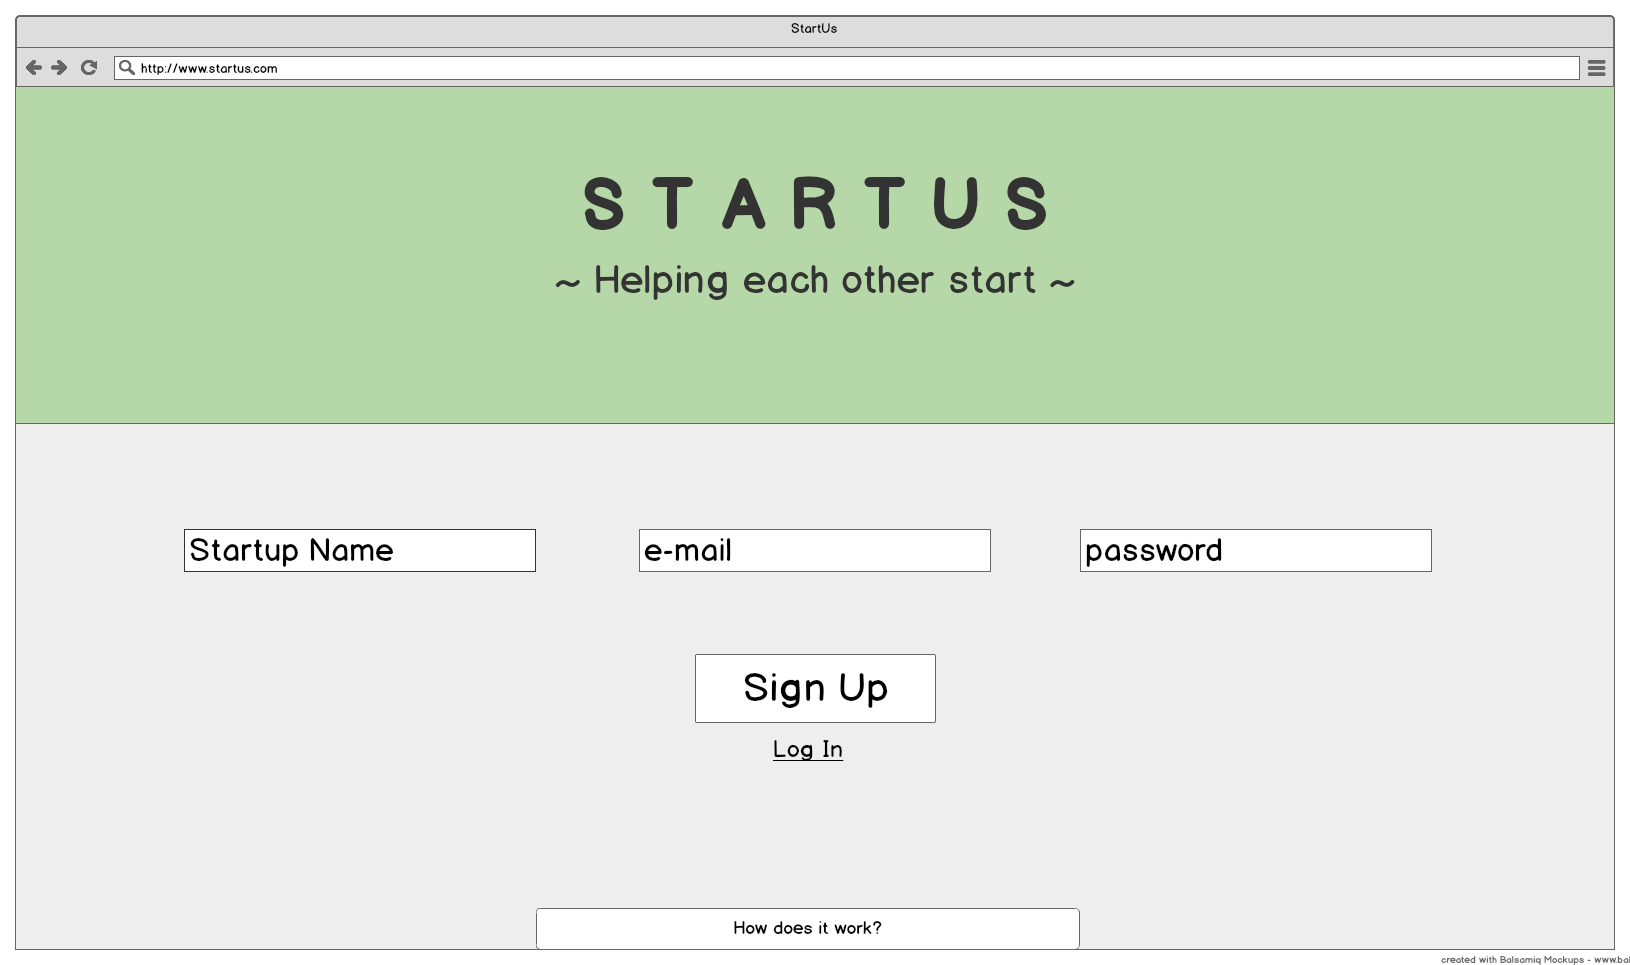 StartUs
http://www.startus.com
S T A R T U S
~ Helping each other start ~
Startup Name
e-mail
password
Sign Up
Log In
How does it work?
created with Balsamiq Mockups - www.bal